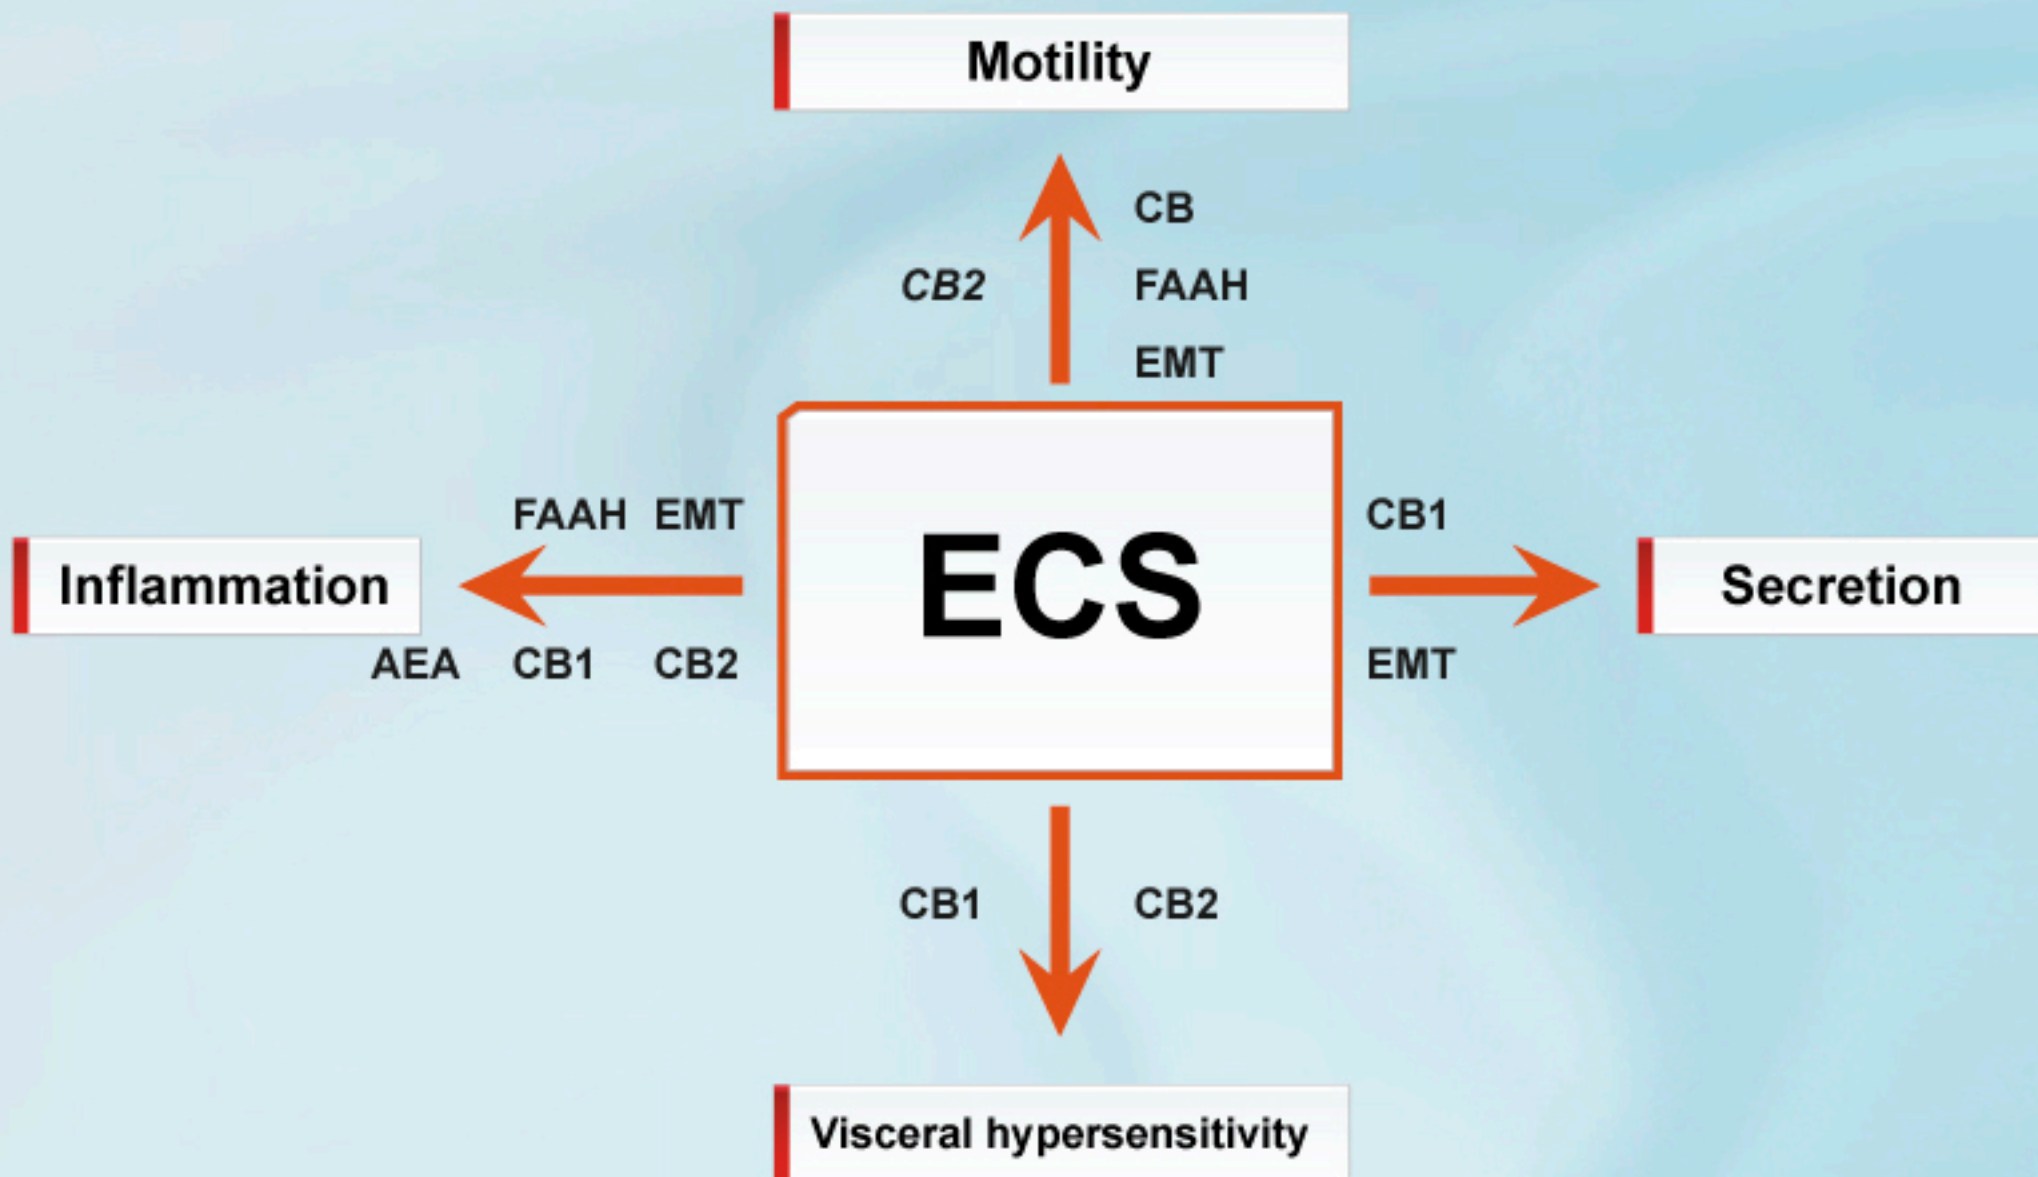 Motility
CB
CB2 FAAH
EMT
FAAH EMT
CB1
Inflammation
ECS
Secretion
AEA CB1 CB2
EMT
CB1 CB2
Visceral hypersensitivity